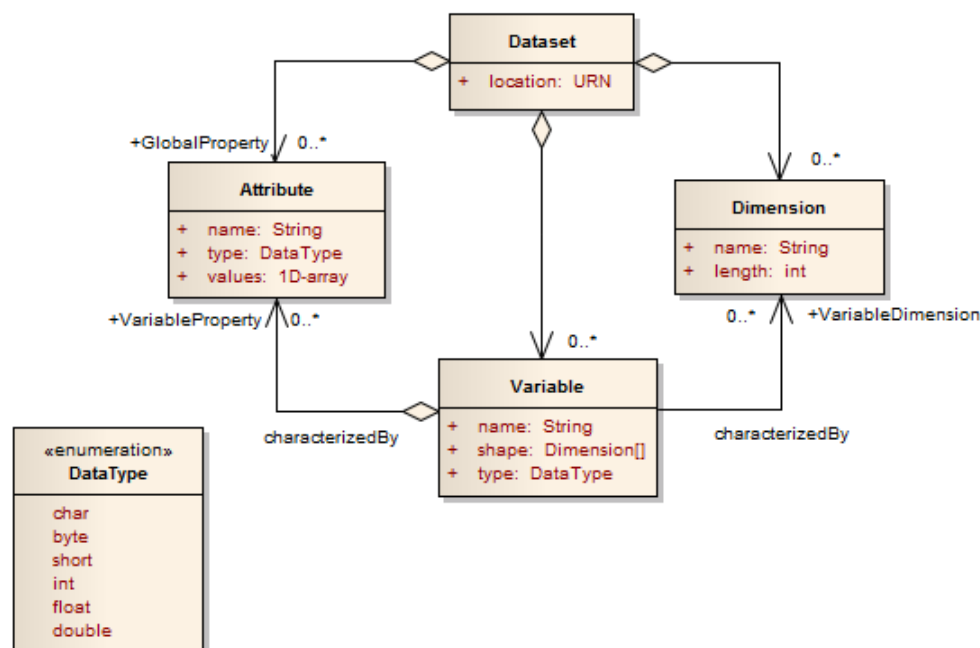 Dataset
+ location: URN
+GlobalProperty 0..*
0..*
Attribute
+ name: String
+ type: DataType
+ values: 1D-array
Dimension
+ name: String
+ length: int
+VariableProperty 0..*
0..* +VariableDimension
0..*
Variable
+ name: String
+ shape: Dimension[]
+ type: DataType
characterizedBy
characterizedBy
«enumeration»
DataType
char
byte
short
int
float
double